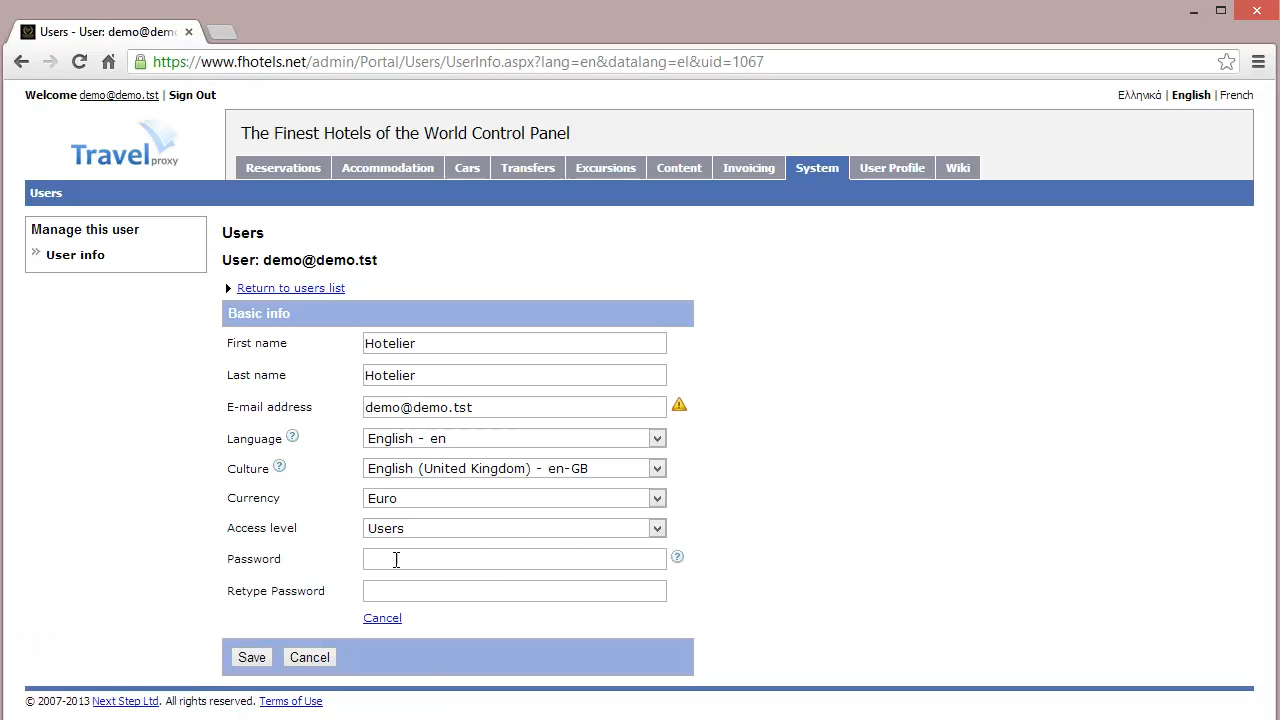 Users - User: demo@dem
https://www.fhotels.net/admin/Portal/Users/UserInfo.aspx?lang=en&datalang=el&uid=1067
Welcome demo@demo.tst | Sign Out
Ελληνικά | English | French
Travel proxy
The Finest Hotels of the World Control Panel
Reservations Accommodation Cars Transfers Excursions Content Invoicing System User Profile Wiki
Users
Manage this user
» User info
Users
User: demo@demo.tst
Return to users list
Basic info
First name Hotelier
Last name Hotelier
E-mail address demo@demo.tst
Language ? English - en
Culture ? English (United Kingdom) - en-GB
Currency Euro
Access level Users
Password ?
Retype Password
Cancel
Save Cancel
© 2007-2013 Next Step Ltd. All rights reserved. Terms of Use